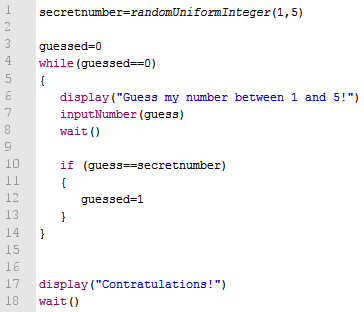 1 secretnumber=randomUniformInteger(1,5)
2
3 guessed=0
4 while(guessed==0)
5 {
6 display("Guess my number between 1 and 5!")
7 inputNumber(guess)
8 wait()
9
10 if (guess==secretnumber)
11 {
12 guessed=1
13 }
14 }
15
16
17 display("Contratulations!")
18 wait()